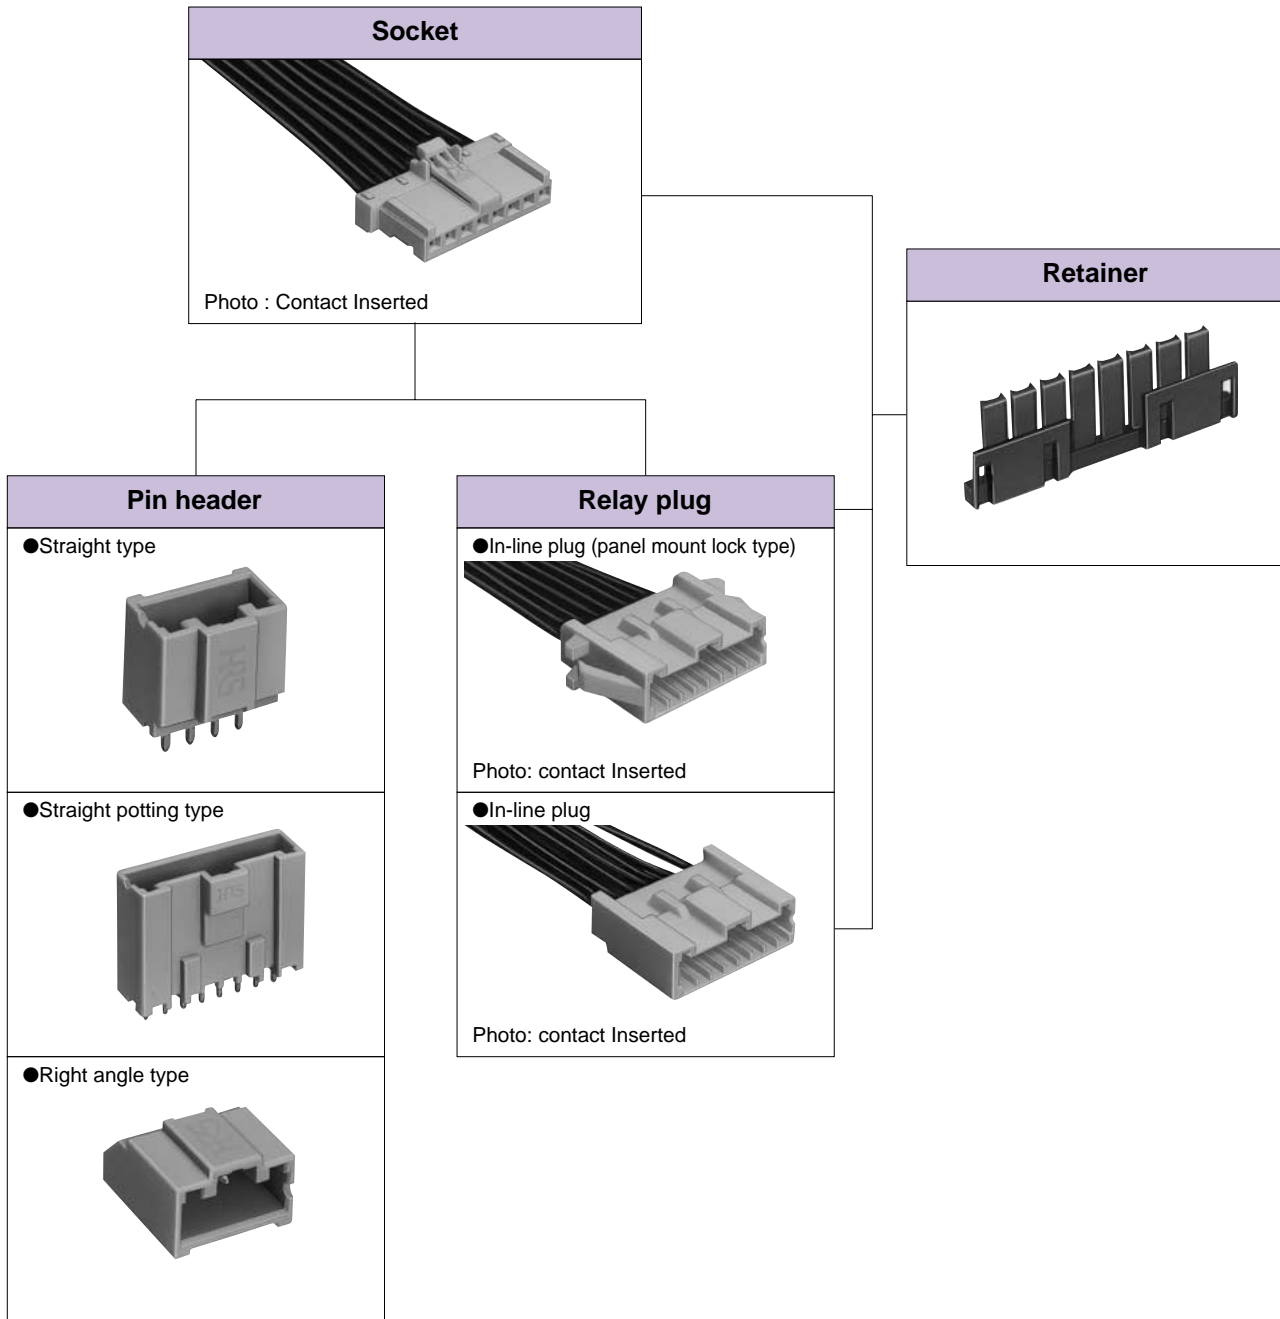 Socket
Photo : Contact Inserted
Retainer
Pin header
●Straight type
HRS
●Straight potting type
●Right angle type
Relay plug
●In-line plug (panel mount lock type)
Photo: contact Inserted
●In-line plug
Photo: contact Inserted